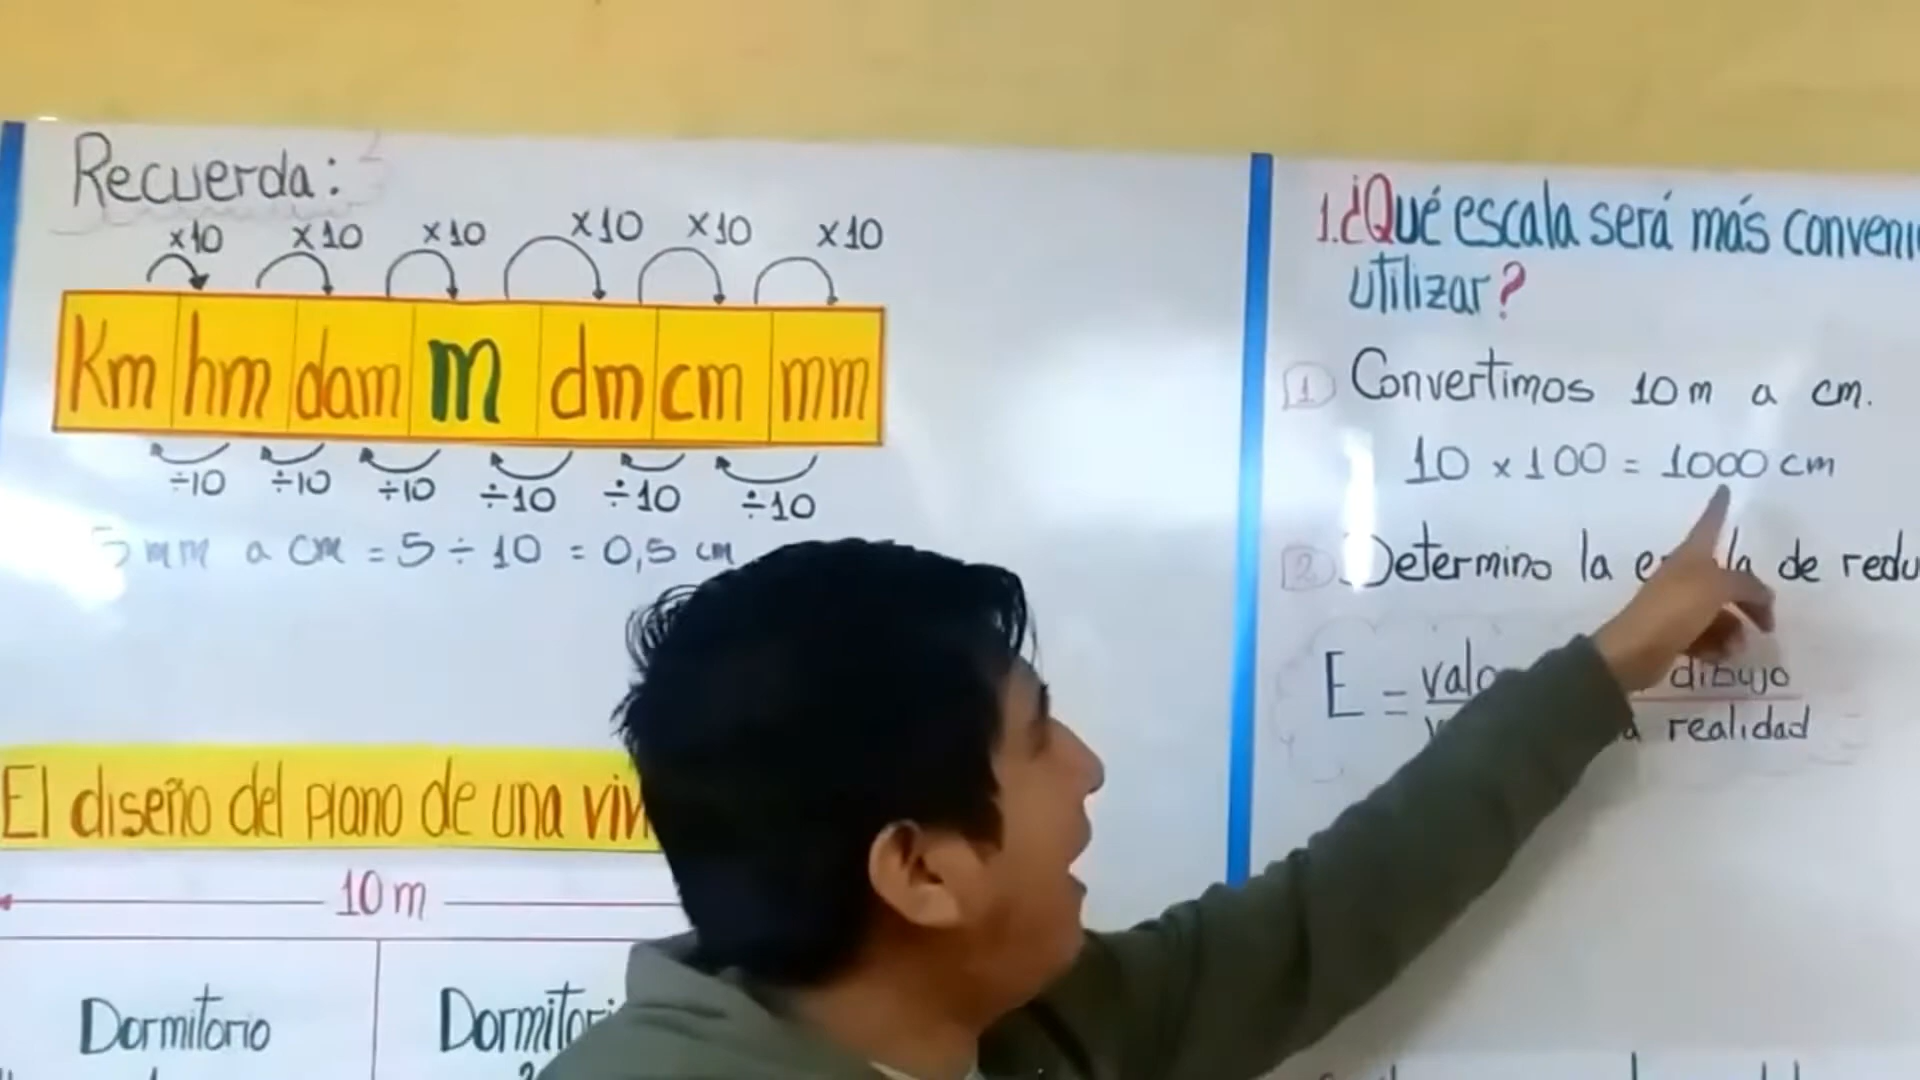 Recuerda:
x10 x10 x10 x10 x10 x10
Km hm dam m dm cm mm
÷10 ÷10 ÷10 ÷10 ÷10 ÷10
5 mm a cm = 5 ÷ 10 = 0,5 cm
El diseño del plano de una
10 m
Dormitorio
1.¿Qué escala será más
utilizar?
1 Convertimos 10 m a cm.
10 x 100 = 1000 cm
2 Determino la de
E = dibujo
realidad